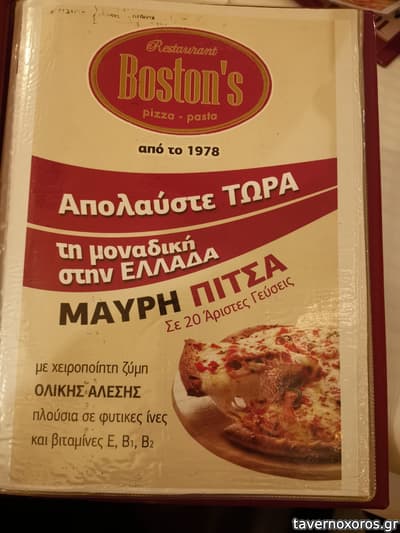 Restaurant
Boston's
pizza - pasta
από το 1978
Απολαύστε ΤΩΡΑ
τη μοναδική
στην ΕΛΛΑΔΑ
ΜΑΥΡΗ ΠΙΤΣΑ
Σε 20 Άριστες Γεύσεις
με χειροποίητη ζύμη
ΟΛΙΚΗΣ ΑΛΕΣΗΣ
πλούσια σε φυτικες ίνες
και βιταμίνες Ε, Β₁, Β₂
tavernoxoros.gr